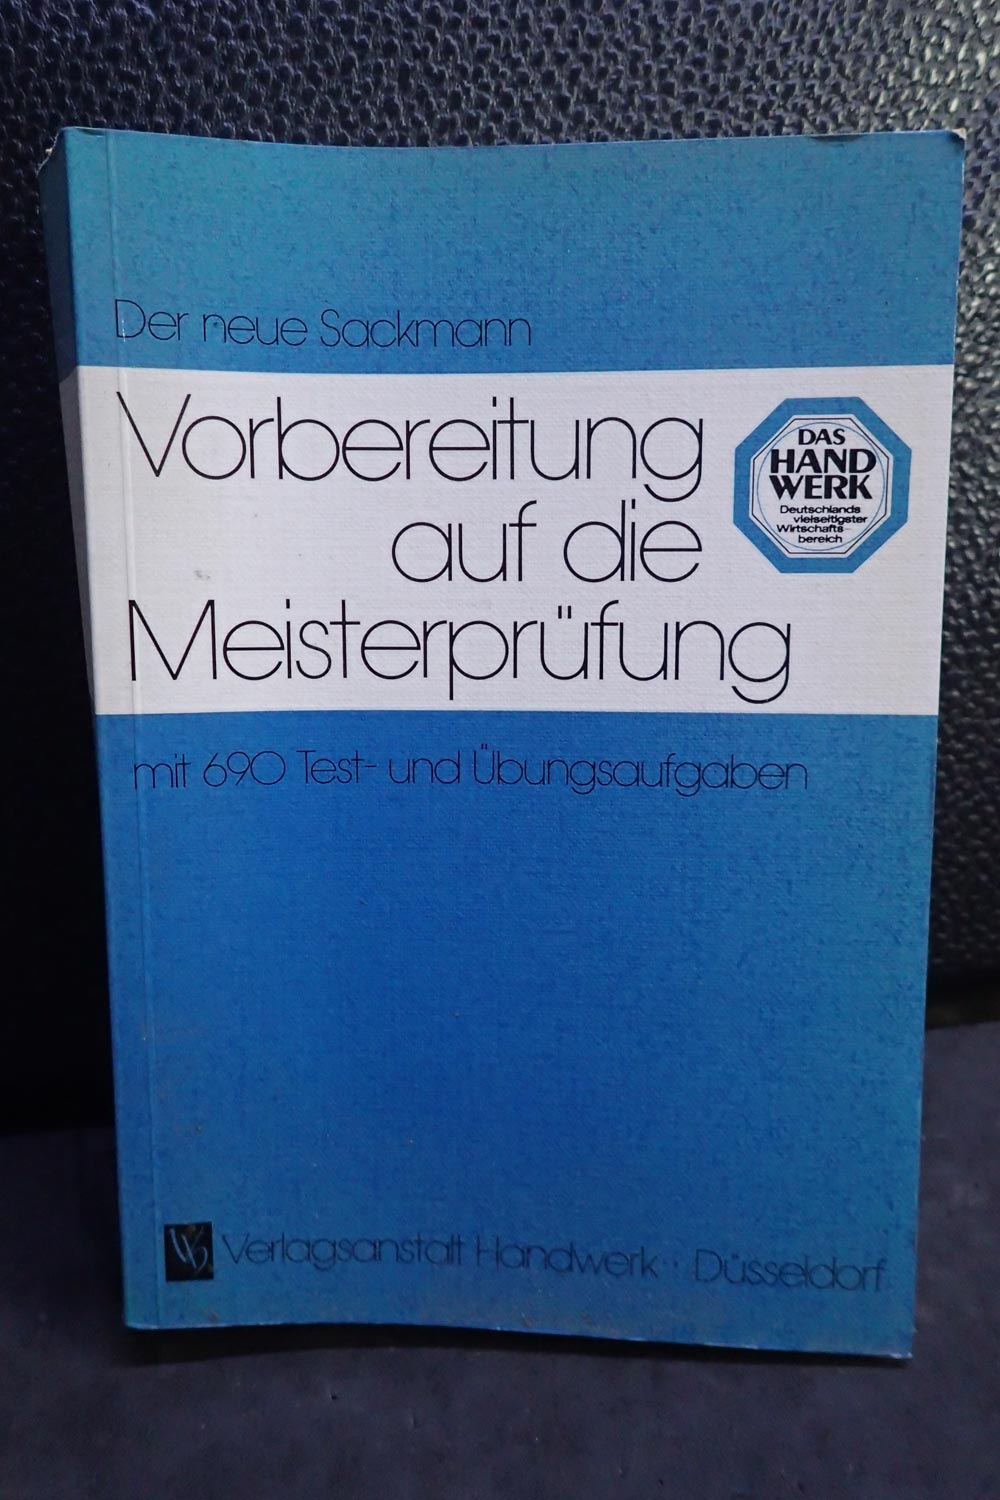 Der neue Sackmann
Vorbereitung
auf die
Meisterprüfung
DAS
HAND
WERK
Deutschlands
vielseitigster
Wirtschafts-
bereich
mit 690 Test- und Übungsaufgaben
Verlagsanstalt Handwerk · Düsseldorf